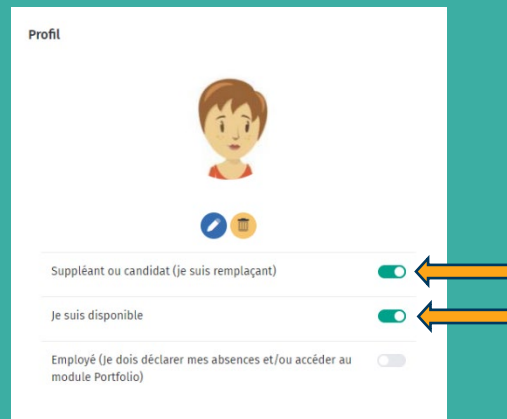 Profil
Suppléant ou candidat (je suis remplaçant)
Je suis disponible
Employé (Je dois déclarer mes absences et/ou accéder au
module Portfolio)